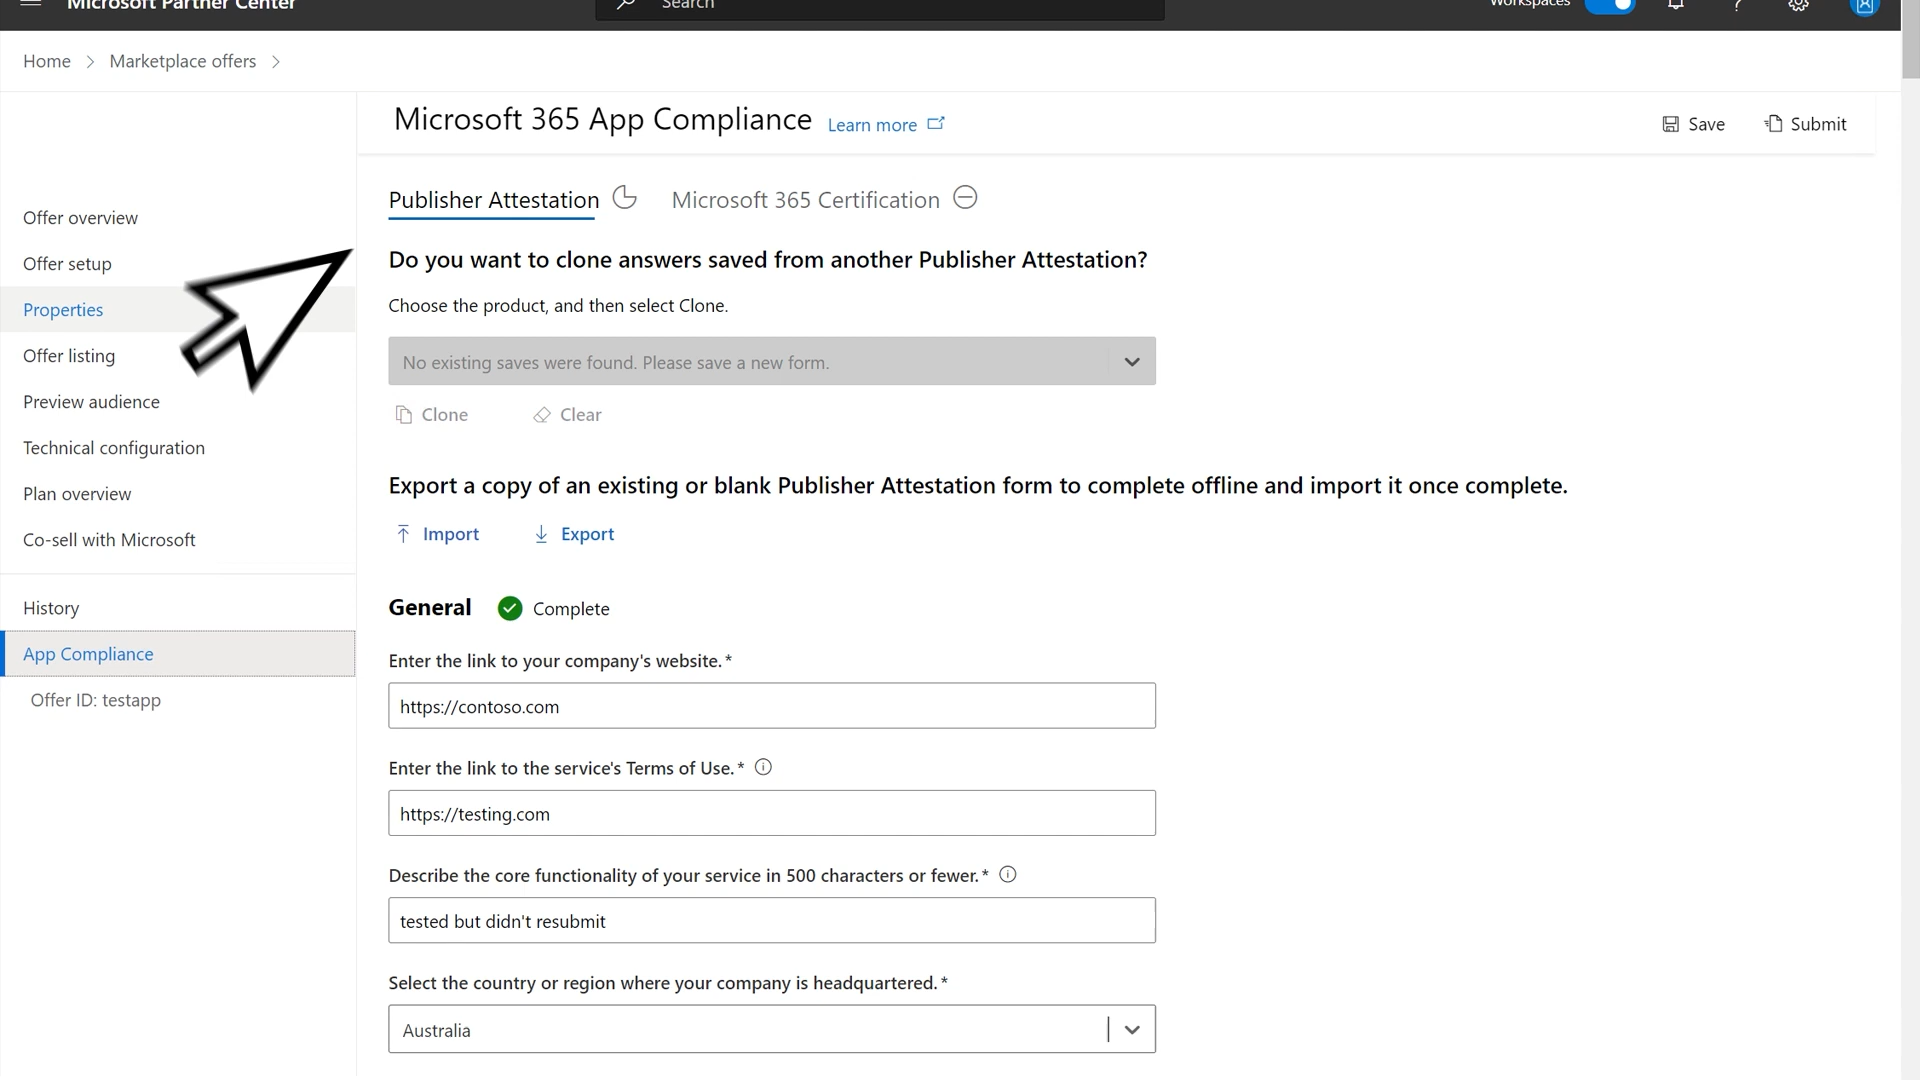 Microsoft Partner Center
Search
Workspaces
?
Home
Marketplace offers
Microsoft 365 App Compliance
Learn more
Save
Submit
Offer overview
Offer setup
Properties
Offer listing
Preview audience
Technical configuration
Plan overview
Co-sell with Microsoft
History
App Compliance
Offer ID: testapp
Publisher Attestation
Microsoft 365 Certification
Do you want to clone answers saved from another Publisher Attestation?
Choose the product, and then select Clone.
No existing saves were found. Please save a new form.
Clone
Clear
Export a copy of an existing or blank Publisher Attestation form to complete offline and import it once complete.
Import
Export
General
Complete
Enter the link to your company's website.*
https://contoso.com
Enter the link to the service's Terms of Use.*
https://testing.com
Describe the core functionality of your service in 500 characters or fewer.*
tested but didn't resubmit
Select the country or region where your company is headquartered.*
Australia